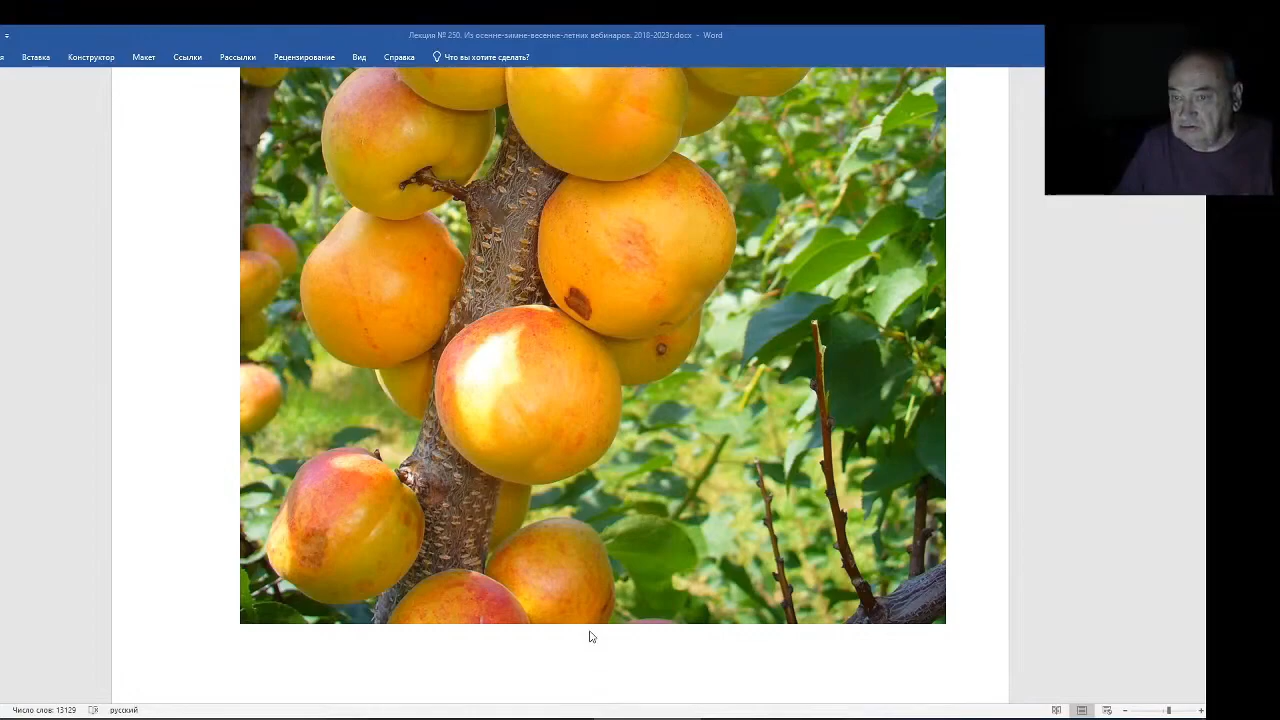 Лекция № 250. Из осенне-зимне-весенне-летних вебинаров. 2018-2023г.docx - Word
я Вставка Конструктор Макет Ссылки Рассылки Рецензирование Вид Справка Что вы хотите сделать?
Число слов: 13129 русский